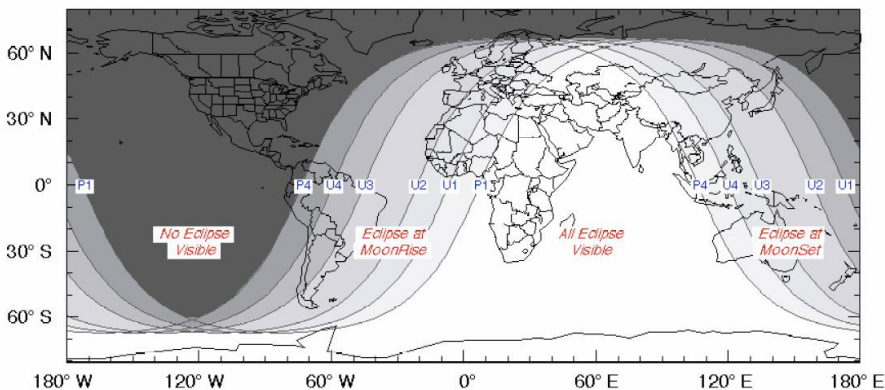 60° N
30° N
0°
30° S
60° S
P1 P4 U4 U3 U2 U1 P1 P4 U4 U3 U2 U1
No Eclipse
Visible
Eclipse at
MoonRise
All Eclipse
Visible
Eclipse at
MoonSet
180° W 120° W 60° W 0° 60° E 120° E 180° E